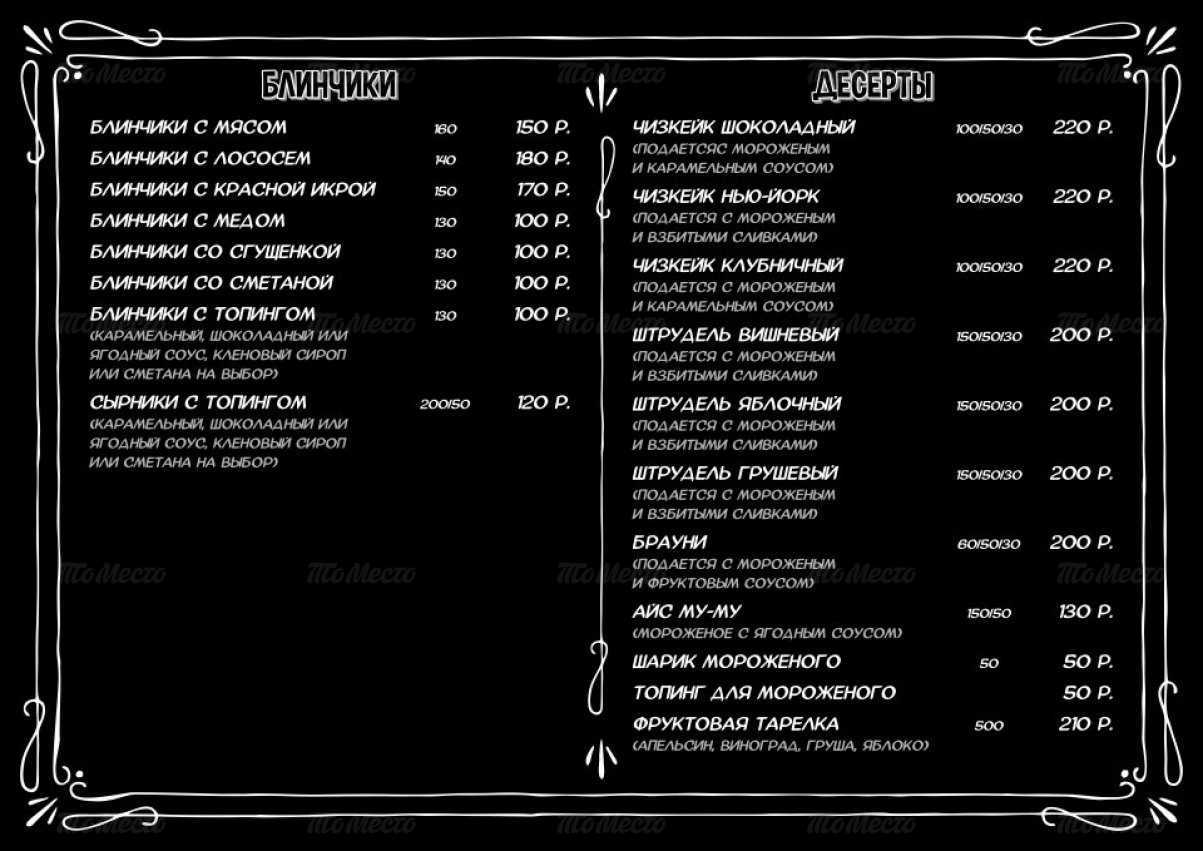 БЛИНЧИКИ
БЛИНЧИКИ С МЯСОМ 160 150 Р.
БЛИНЧИКИ С ЛОСОСЕМ 140 180 Р.
БЛИНЧИКИ С КРАСНОЙ ИКРОЙ 150 170 Р.
БЛИНЧИКИ С МЕДОМ 130 100 Р.
БЛИНЧИКИ СО СГУЩЕНКОЙ 130 100 Р.
БЛИНЧИКИ СО СМЕТАНОЙ 130 100 Р.
БЛИНЧИКИ С ТОПИНГОМ 130 100 Р.
(КАРАМЕЛЬНЫЙ, ШОКОЛАДНЫЙ ИЛИ
ЯГОДНЫЙ СОУС, КЛЕНОВЫЙ СИРОП
ИЛИ СМЕТАНА НА ВЫБОР)
СЫРНИКИ С ТОПИНГОМ 200/50 120 Р.
(КАРАМЕЛЬНЫЙ, ШОКОЛАДНЫЙ ИЛИ
ЯГОДНЫЙ СОУС, КЛЕНОВЫЙ СИРОП
ИЛИ СМЕТАНА НА ВЫБОР)
ДЕСЕРТЫ
ЧИЗКЕЙК ШОКОЛАДНЫЙ 100/50/30 220 Р.
(ПОДАЕТСЯС МОРОЖЕНЫМ
И КАРАМЕЛЬНЫМ СОУСОМ)
ЧИЗКЕЙК НЬЮ-ЙОРК 100/50/30 220 Р.
(ПОДАЕТСЯ С МОРОЖЕНЫМ
И ВЗБИТЫМИ СЛИВКАМИ)
ЧИЗКЕЙК КЛУБНИЧНЫЙ 100/50/30 220 Р.
(ПОДАЕТСЯ С МОРОЖЕНЫМ
И КАРАМЕЛЬНЫМ СОУСОМ)
ШТРУДЕЛЬ ВИШНЕВЫЙ 150/50/30 200 Р.
(ПОДАЕТСЯ С МОРОЖЕНЫМ
И ВЗБИТЫМИ СЛИВКАМИ)
ШТРУДЕЛЬ ЯБЛОЧНЫЙ 150/50/30 200 Р.
(ПОДАЕТСЯ С МОРОЖЕНЫМ
И ВЗБИТЫМИ СЛИВКАМИ)
ШТРУДЕЛЬ ГРУШЕВЫЙ 150/50/30 200 Р.
(ПОДАЕТСЯ С МОРОЖЕНЫМ
И ВЗБИТЫМИ СЛИВКАМИ)
БРАУНИ 60/50/30 200 Р.
(ПОДАЕТСЯ С МОРОЖЕНЫМ
И ФРУКТОВЫМ СОУСОМ)
АЙС МУ-МУ 150/50 130 Р.
(МОРОЖЕНОЕ С ЯГОДНЫМ СОУСОМ)
ШАРИК МОРОЖЕНОГО 50 50 Р.
ТОПИНГ ДЛЯ МОРОЖЕНОГО 50 Р.
ФРУКТОВАЯ ТАРЕЛКА 500 210 Р.
(АПЕЛЬСИН, ВИНОГРАД, ГРУША, ЯБЛОКО)
ТоМесто